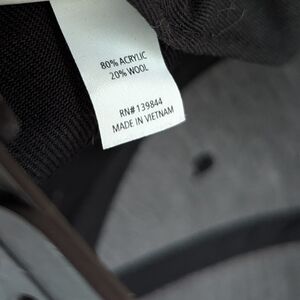 80% ACRYLIC
20% WOOL
RN# 139844
MADE IN VIETNAM